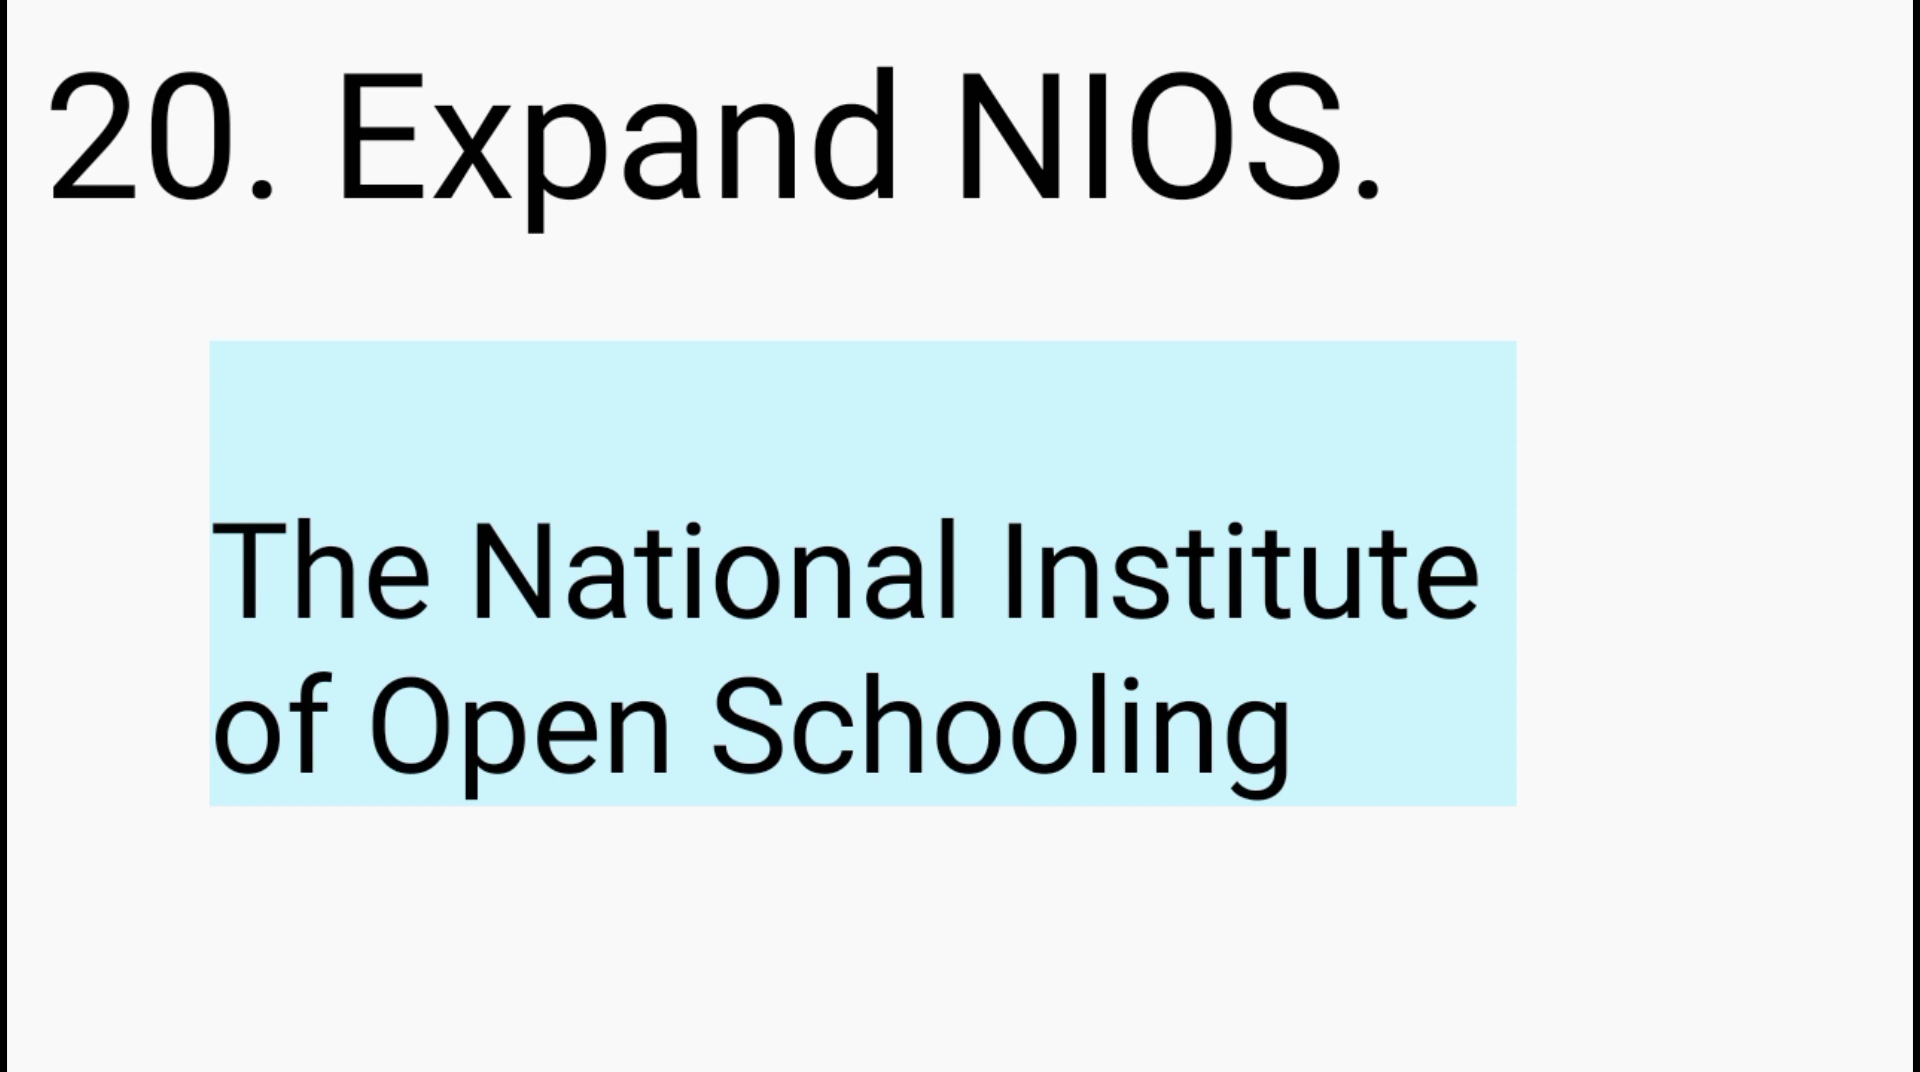 20. Expand NIOS.
The National Institute
of Open Schooling